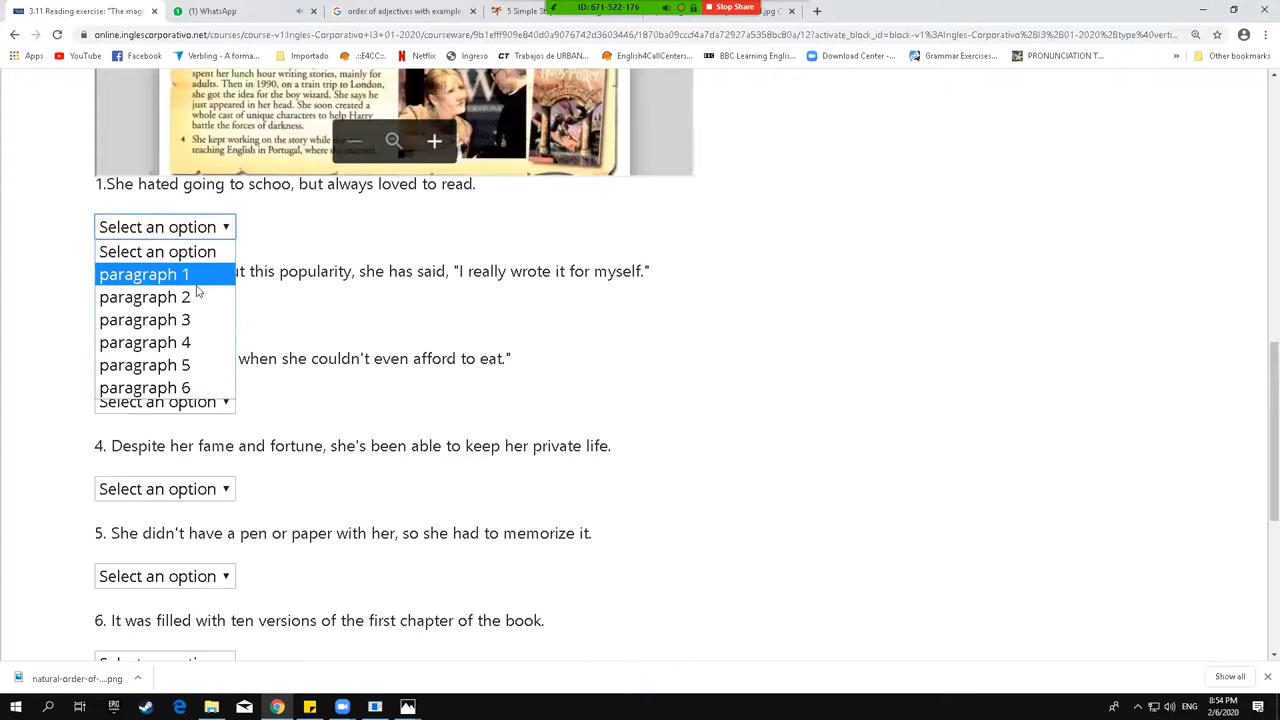 3.11 Reading exercise: "The mag
(1) WhatsApp
order of adjectives with example
5 Simple St
ID: 671-522-176
Stop Share
.jpg (
online.inglescorporativo.net/courses/course-v1:Ingles-Corporativo+I3+01-2020/courseware/9b1efff909e840d0a9076742d3603446/1870ba09cccf4a7da72927a5358bc80a/12?activate_block_id=block-v1%3AIngles-Corporativo%2BI3%2B01-2020%2Btype%40verti...
Apps
YouTube
Facebook
Verbling - A format...
Importado
.::E4CC::.
Netflix
Ingreso
Trabajos de URBAN...
English4CallCenters...
BBC Learning Engli...
Download Center -...
Grammar Exercises...
PRONUNCIATION T...
»
Other bookmarks
spent her lunch hour writing stories, mainly for
adults. Then in 1990, on a train trip to London,
she got the idea for the boy wizard. She says he
just appeared in her head. She soon created a
whole cast of unique characters to help Harry
battle the forces of darkness.
4 She kept working on the story while she was
teaching English in Portugal, where she married.
1.She hated going to schoo, but always loved to read.
Select an option
Select an option
paragraph 1
ut this popularity, she has said, "I really wrote it for myself."
paragraph 2
paragraph 3
paragraph 4
when she couldn't even afford to eat."
paragraph 5
paragraph 6
Select an option
4. Despite her fame and fortune, she's been able to keep her private life.
Select an option
5. She didn't have a pen or paper with her, so she had to memorize it.
Select an option
6. It was filled with ten versions of the first chapter of the book.
natural-order-of-....png
Show all
ENG
8:54 PM
2/6/2020